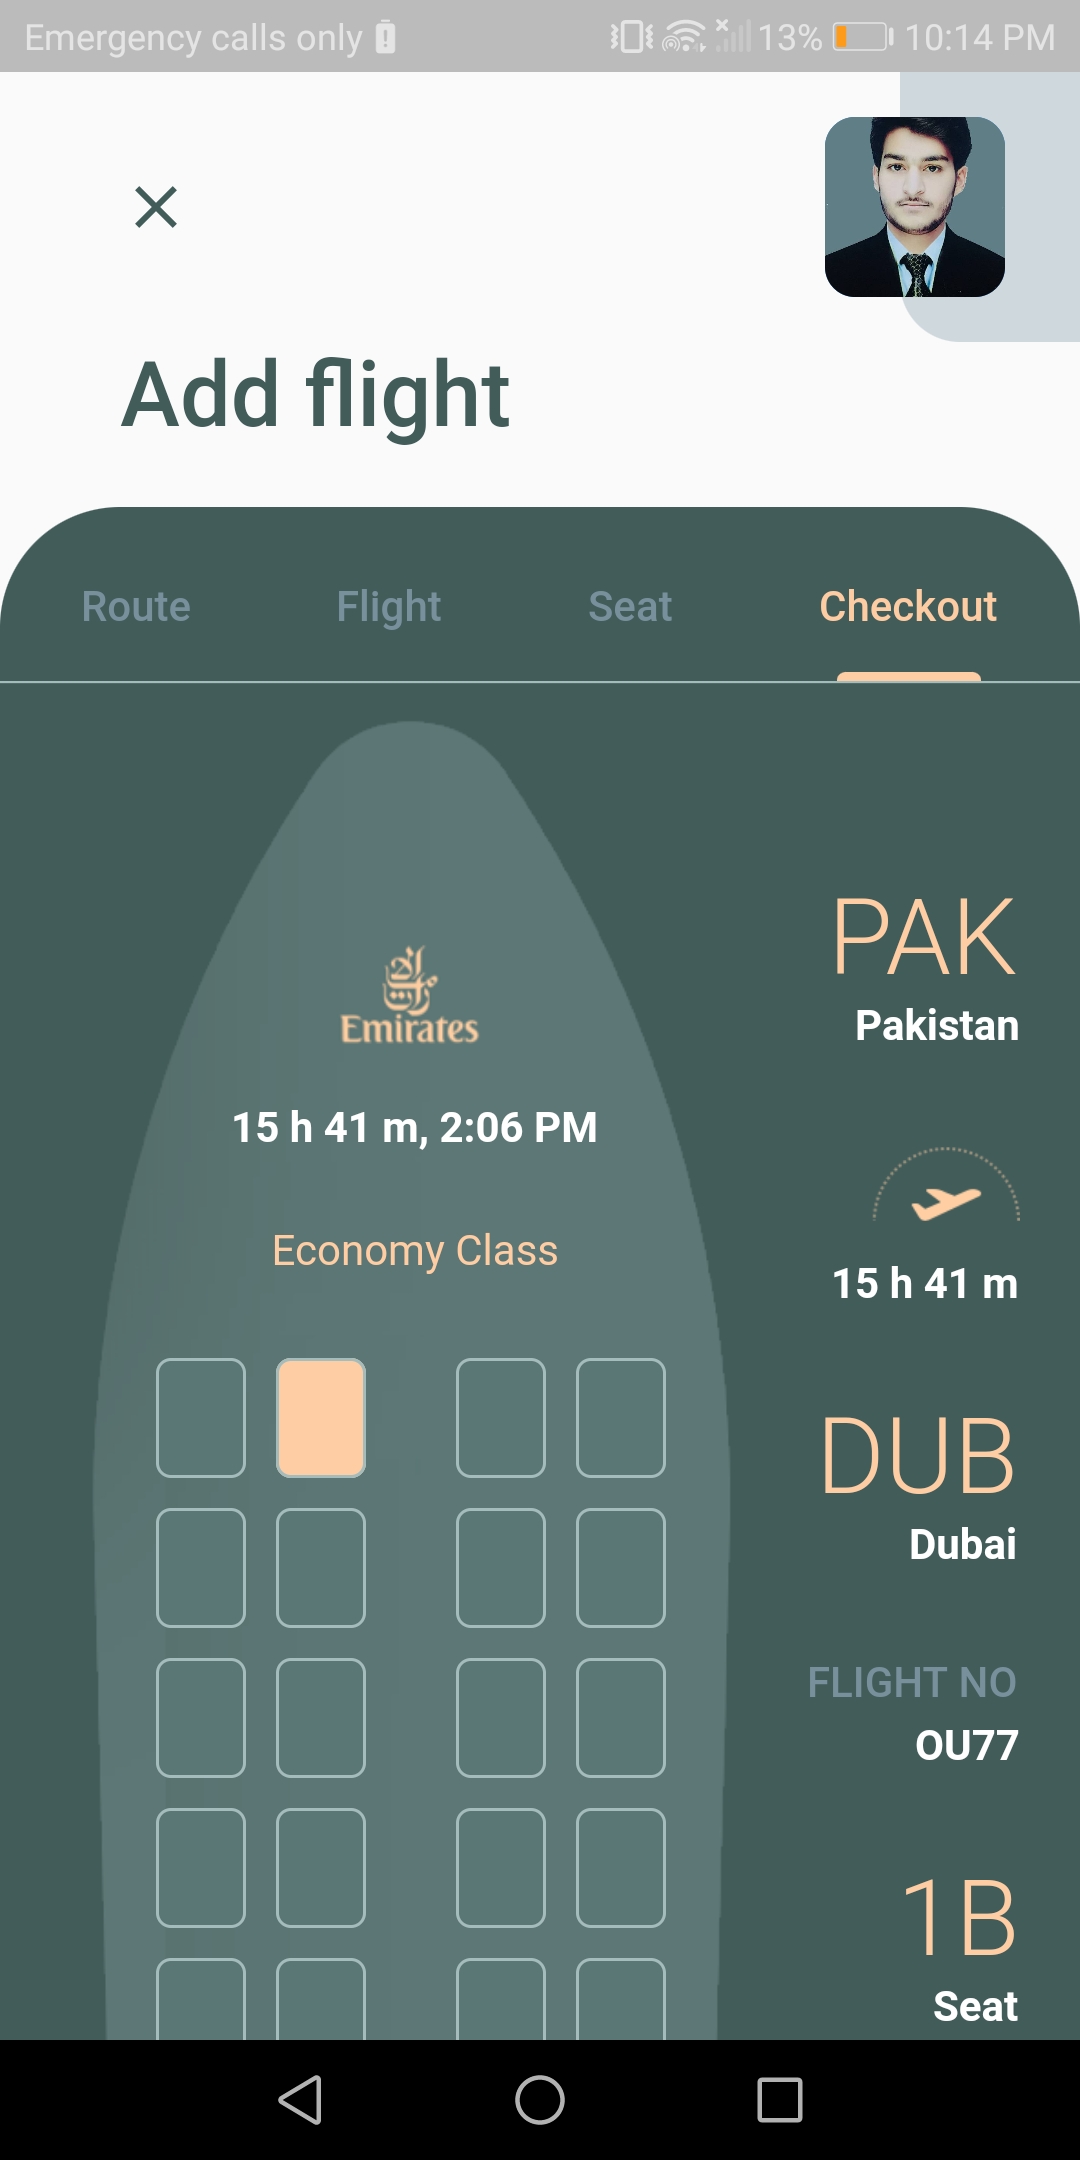 Emergency calls only
13%
10:14 PM
Add flight
Route
Flight
Seat
Checkout
Emirates
15 h 41 m, 2:06 PM
Economy Class
PAK
Pakistan
15 h 41 m
DUB
Dubai
FLIGHT NO
OU77
1B
Seat